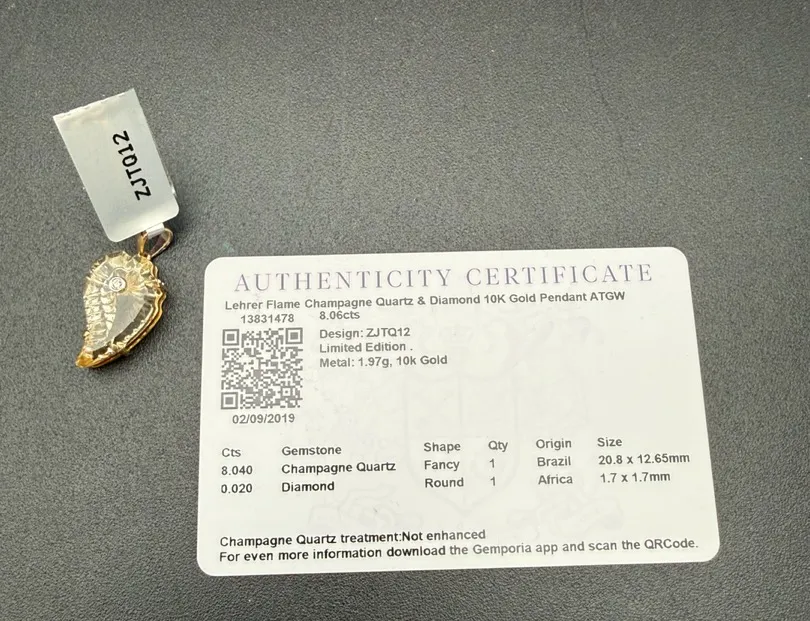 ZJTQ12
AUTHENTICITY CERTIFICATE
Lehrer Flame Champagne Quartz & Diamond 10K Gold Pendant ATGW
13831478 8.06cts
Design: ZJTQ12
Limited Edition .
Metal: 1.97g, 10k Gold
02/09/2019
Cts Gemstone Shape Qty Origin Size
8.040 Champagne Quartz Fancy 1 Brazil 20.8 x 12.65mm
0.020 Diamond Round 1 Africa 1.7 x 1.7mm
Champagne Quartz treatment:Not enhanced
For even more information download the Gemporia app and scan the QRCode.